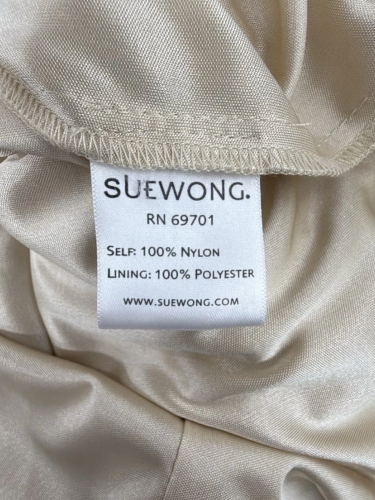 SUEWONG.
RN 69701
SELF: 100% NYLON
LINING: 100% POLYESTER
WWW.SUEWONG.COM